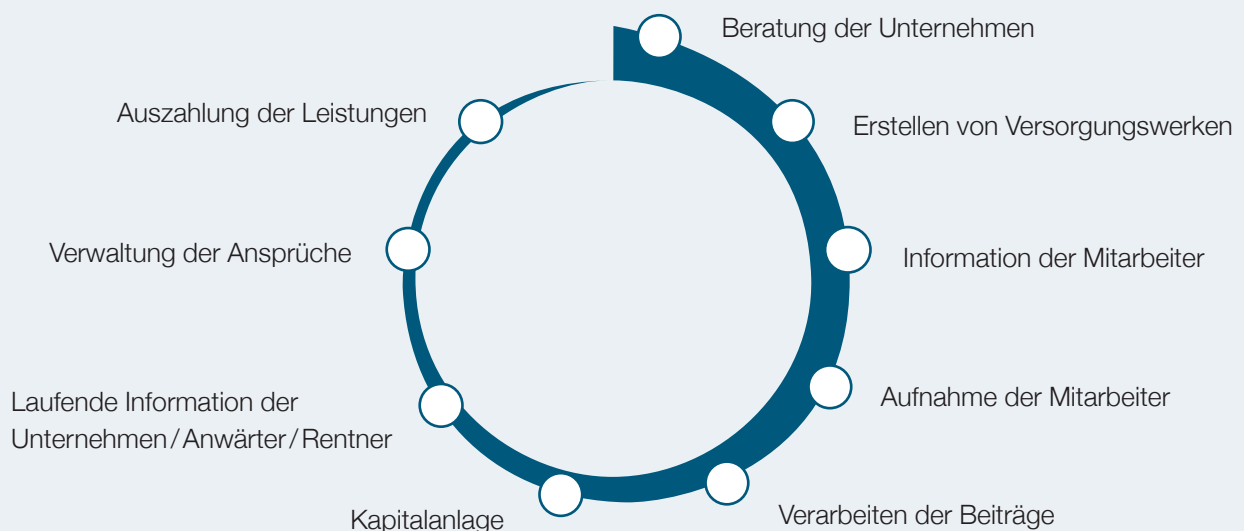 Beratung der Unternehmen
Erstellen von Versorgungswerken
Information der Mitarbeiter
Aufnahme der Mitarbeiter
Verarbeiten der Beiträge
Kapitalanlage
Laufende Information der
Unternehmen/Anwärter/Rentner
Verwaltung der Ansprüche
Auszahlung der Leistungen